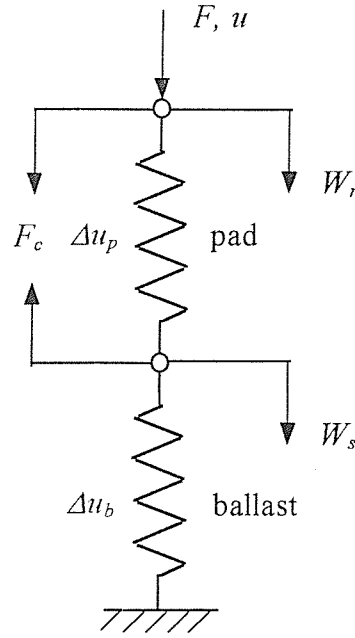 F, u
W_r
F_c Δu_p pad
W_s
Δu_b ballast